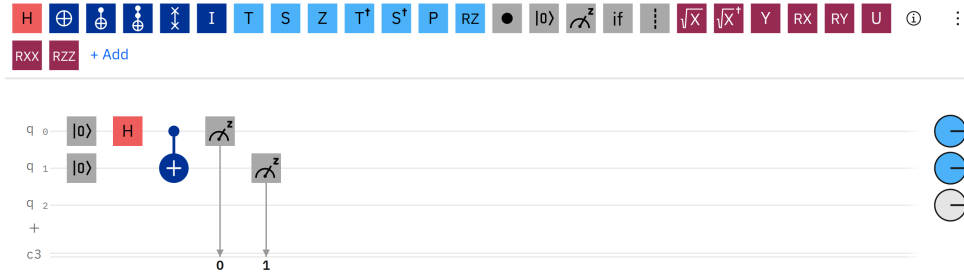 H I T S Z T† S† P RZ |0⟩ z if √X √X† Y RX RY U i
RXX RZZ + Add
q 0 |0⟩ H z
q 1 |0⟩ z
q 2
+
c3
0 1